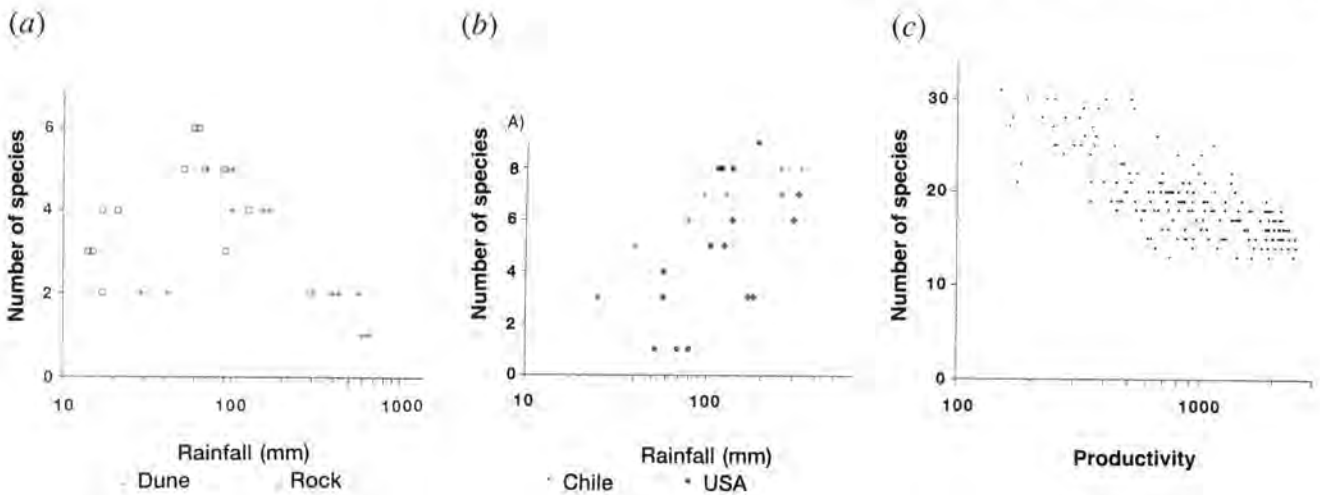 (a)
Number of species
6
4
2
0
10
100
1000
Rainfall (mm)
Dune Rock
(b)
A)
Number of species
8
6
4
2
0
10
100
Rainfall (mm)
Chile USA
(c)
Number of species
30
20
10
0
100
1000
Productivity